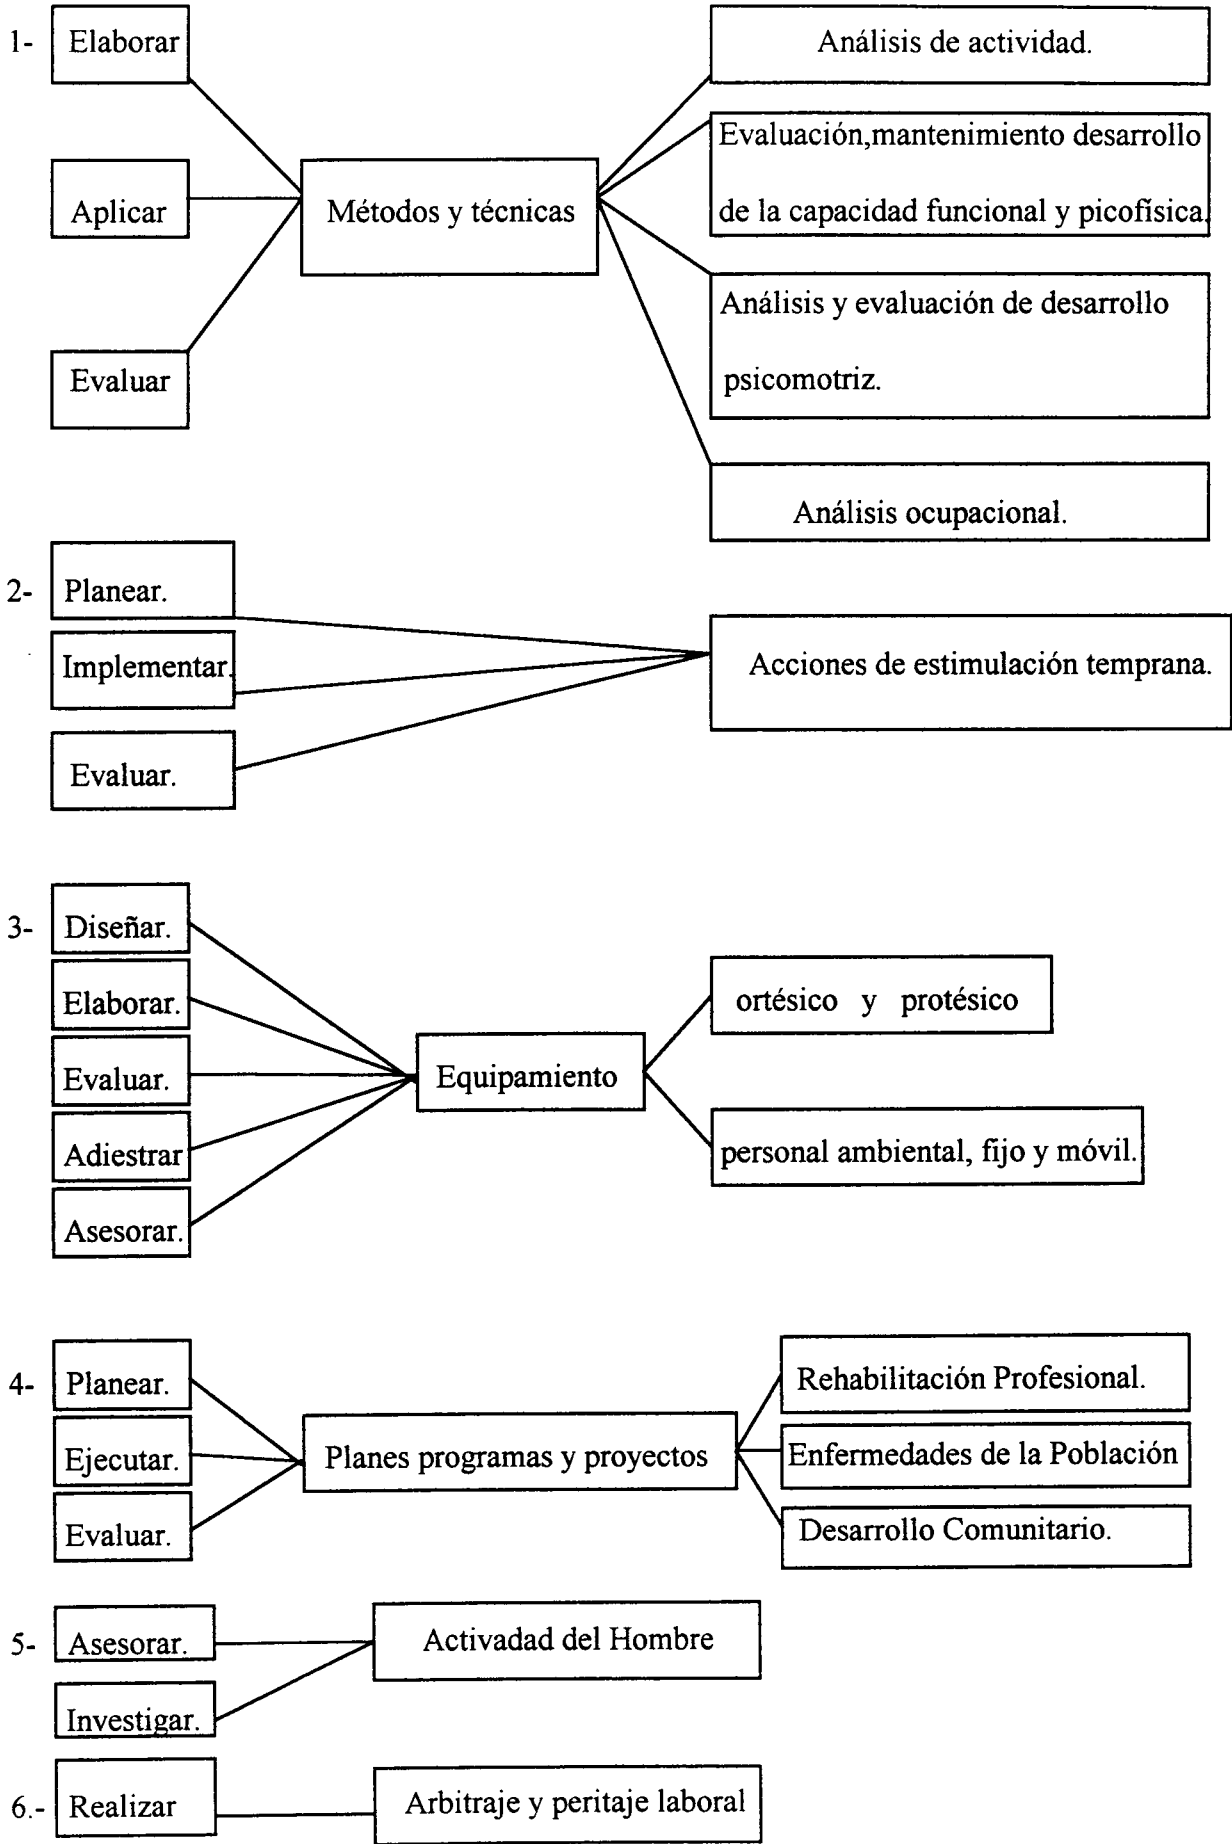 1- Elaborar
Aplicar
Evaluar
Métodos y técnicas
Análisis de actividad.
Evaluación,mantenimiento desarrollo
de la capacidad funcional y picofísica.
Análisis y evaluación de desarrollo
psicomotriz.
Análisis ocupacional.
2- Planear.
Implementar.
Evaluar.
Acciones de estimulación temprana.
3- Diseñar.
Elaborar.
Evaluar.
Adiestrar
Asesorar.
Equipamiento
ortésico y protésico
personal ambiental, fijo y móvil.
4- Planear.
Ejecutar.
Evaluar.
Planes programas y proyectos
Rehabilitación Profesional.
Enfermedades de la Población
Desarrollo Comunitario.
5- Asesorar.
Investigar.
Activadad del Hombre
6.- Realizar
Arbitraje y peritaje laboral